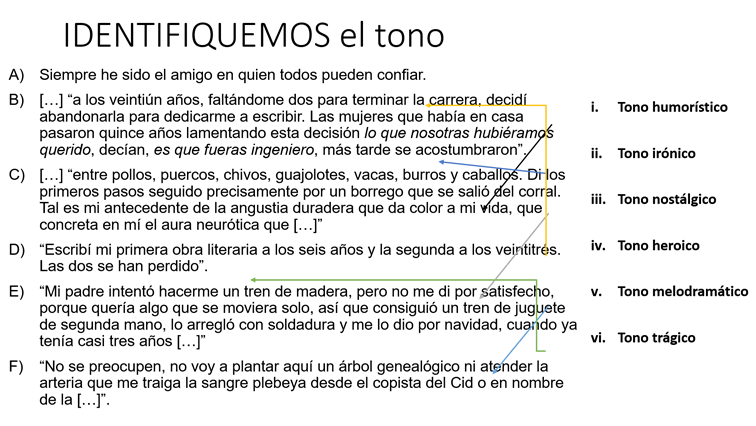 IDENTIFIQUEMOS el tono
A) Siempre he sido el amigo en quien todos pueden confiar.
B) […] “a los veintiún años, faltándome dos para terminar la carrera, decidí
abandonarla para dedicarme a escribir. Las mujeres que había en casa
pasaron quince años lamentando esta decisión lo que nosotras hubiéramos
querido, decían, es que fueras ingeniero, más tarde se acostumbraron”.
C) […] “entre pollos, puercos, chivos, guajolotes, vacas, burros y caballos. Di los
primeros pasos seguido precisamente por un borrego que se salió del corral.
Tal es mi antecedente de la angustia duradera que da color a mi vida, que
concreta en mí el aura neurótica que […]”
D) “Escribí mi primera obra literaria a los seis años y la segunda a los veintitrés.
Las dos se han perdido”.
E) “Mi padre intentó hacerme un tren de madera, pero no me di por satisfecho,
porque quería algo que se moviera solo, así que consiguió un tren de juguete
de segunda mano, lo arregló con soldadura y me lo dio por navidad, cuando ya
tenía casi tres años […]”
F) “No se preocupen, no voy a plantar aquí un árbol genealógico ni atender la
arteria que me traiga la sangre plebeya desde el copista del Cid o en nombre
de la […]”.
i. Tono humorístico
ii. Tono irónico
iii. Tono nostálgico
iv. Tono heroico
v. Tono melodramático
vi. Tono trágico